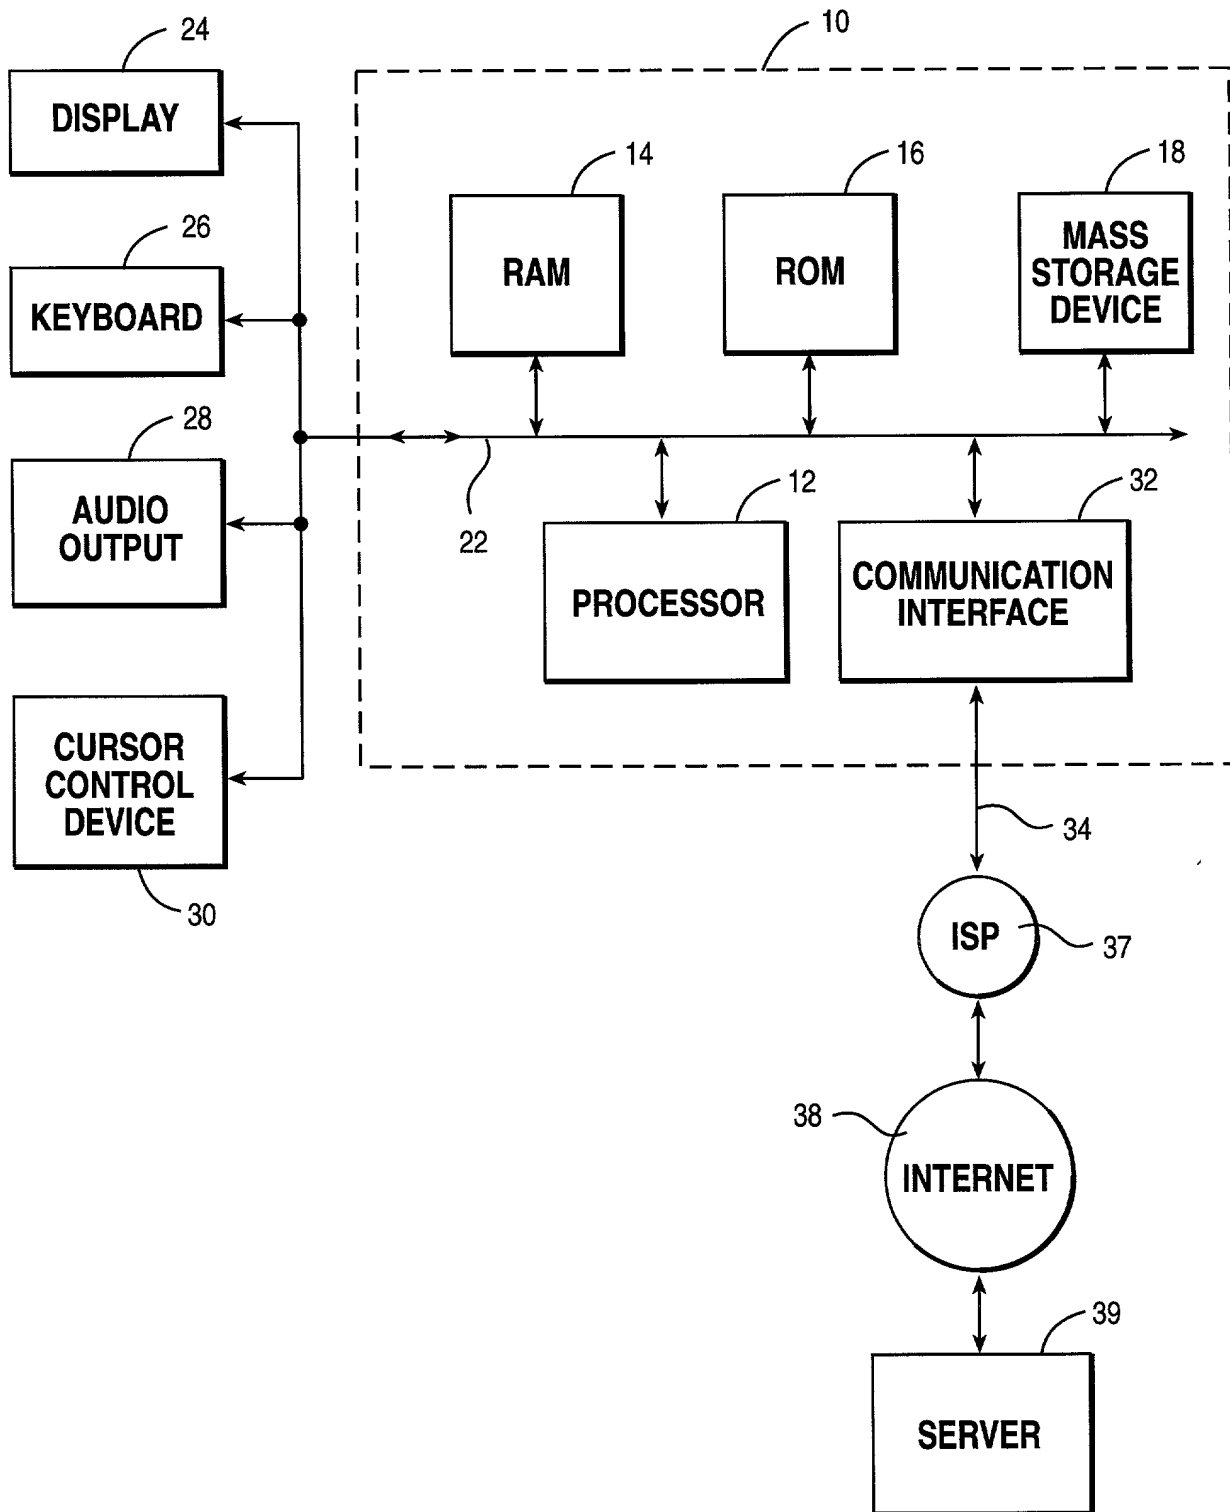 24
10
DISPLAY
14
16
18
RAM
ROM
MASS
STORAGE
DEVICE
26
KEYBOARD
28
22
12
32
AUDIO
OUTPUT
PROCESSOR
COMMUNICATION
INTERFACE
CURSOR
CONTROL
DEVICE
30
34
ISP
37
38
INTERNET
39
SERVER